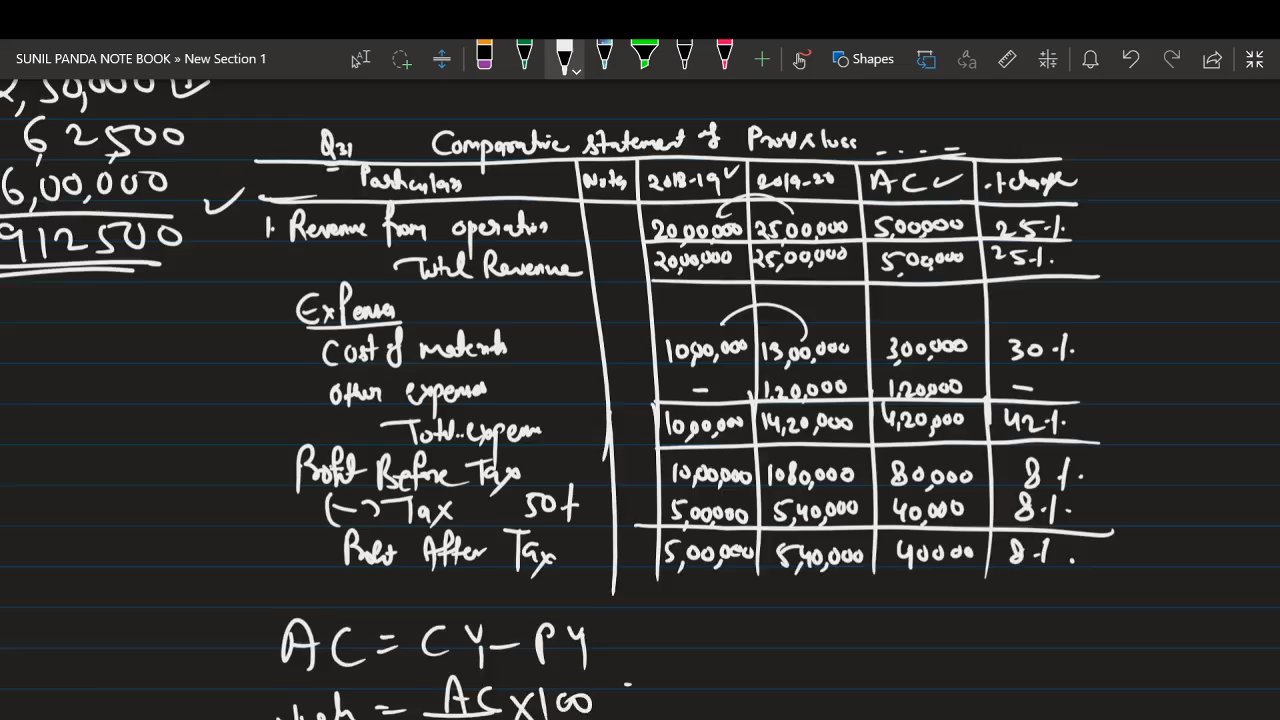 SUNIL PANDA NOTE BOOK » New Section 1
Shapes
62500
6,00,000
912500
Q31 Comparative statement of Profit & loss ....
Particulars Notes 2018-19 2019-20 AC % change
1. Revenue from operation 20,00,000 25,00,000 5,00,000 25%
Total Revenue 20,00,000 25,00,000 5,00,000 25%
Expenses
Cost of materials 10,00,000 13,00,000 3,00,000 30%
other expenses - 1,20,000 1,20,000 -
Total expenses 10,00,000 14,20,000 4,20,000 42%
Profit Before Tax 10,00,000 1080,000 80,000 8%
(-) Tax 50% 5,00,000 5,40,000 40,000 8%
Profit After Tax 5,00,000 5,40,000 40000 8%
AC = CY - PY
= AC X100